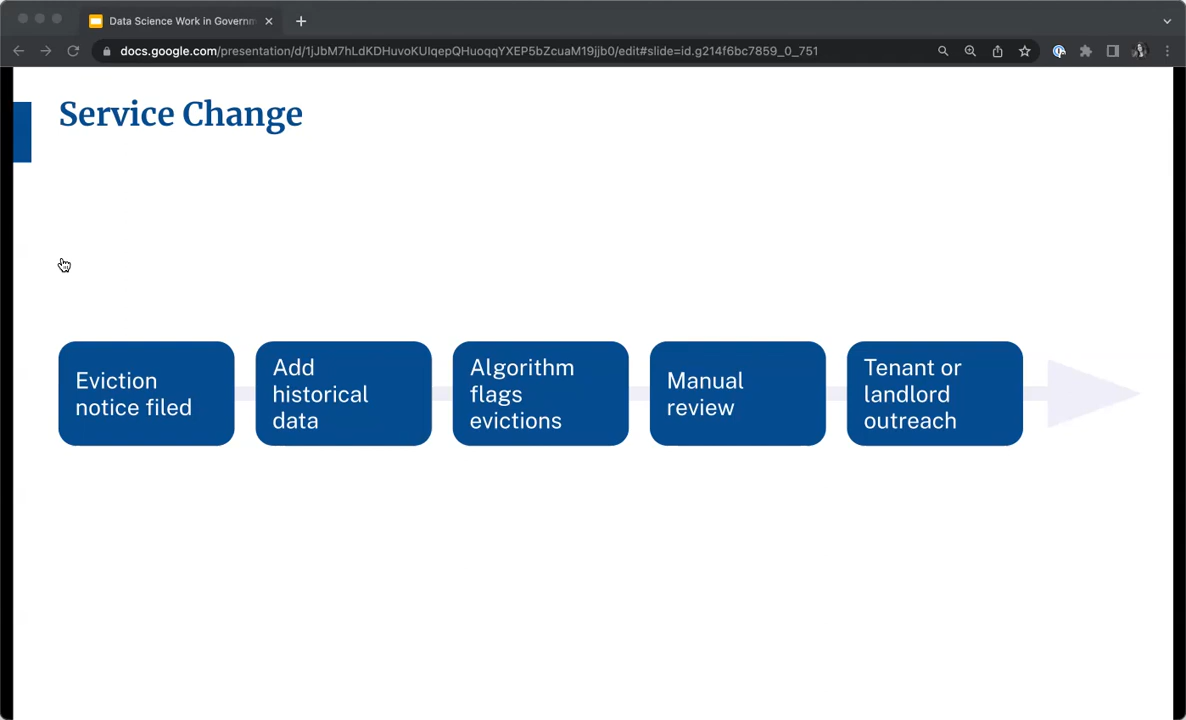 Data Science Work in Governm
docs.google.com/presentation/d/1jJbM7hLdKDHuvoKUIqepQHuoqqYXEP5bZcuaM19jjb0/edit#slide=id.g214f6bc7859_0_751
Service Change
Eviction
notice filed
Add
historical
data
Algorithm
flags
evictions
Manual
review
Tenant or
landlord
outreach